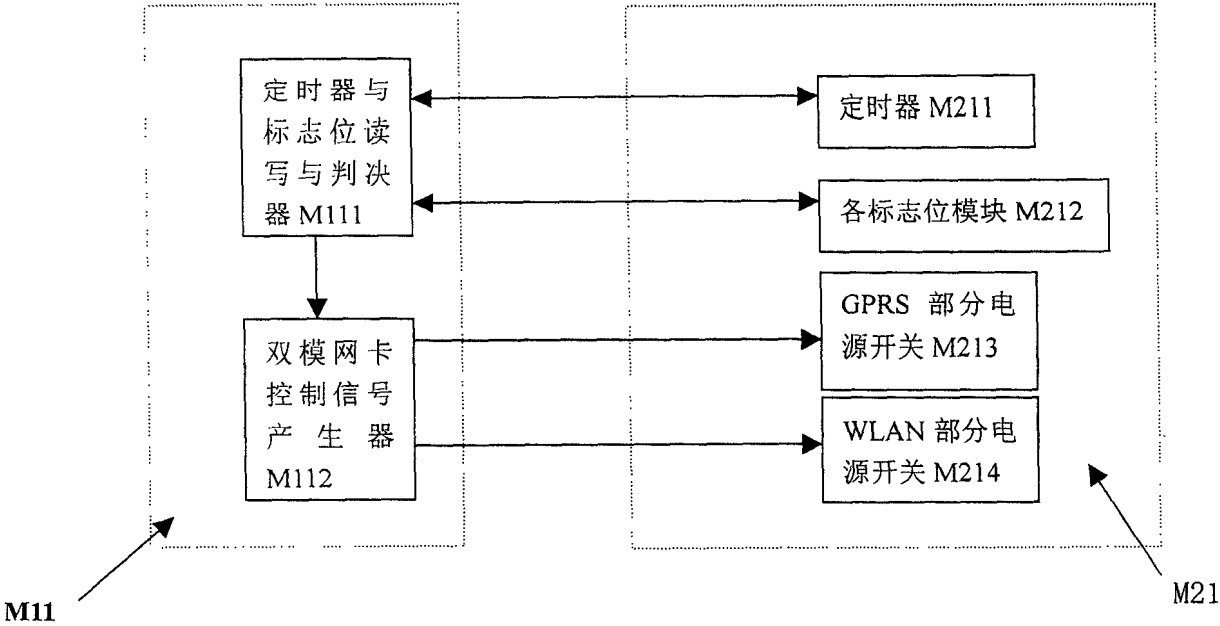 定时器与
标志位读
写与判决
器 M111
双模网卡
控制信号
产生器
M112
定时器 M211
各标志位模块 M212
GPRS 部分电
源开关 M213
WLAN 部分电
源开关 M214
M11
M21